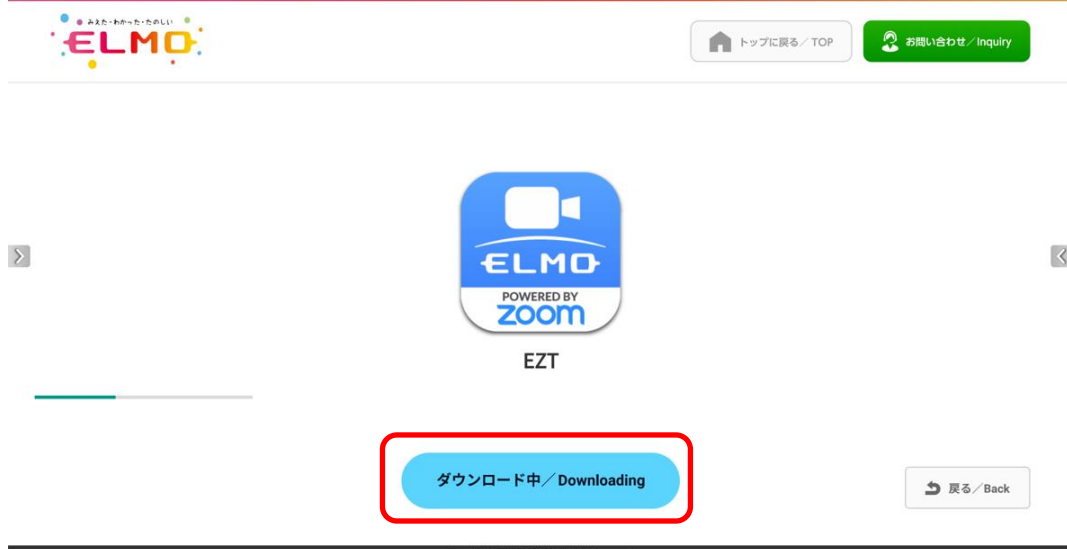 みえた・わかった・たのしい
ELMO
トップに戻る／TOP
お問い合わせ／Inquiry
ELMO
POWERED BY
zoom
EZT
ダウンロード中／Downloading
戻る／Back